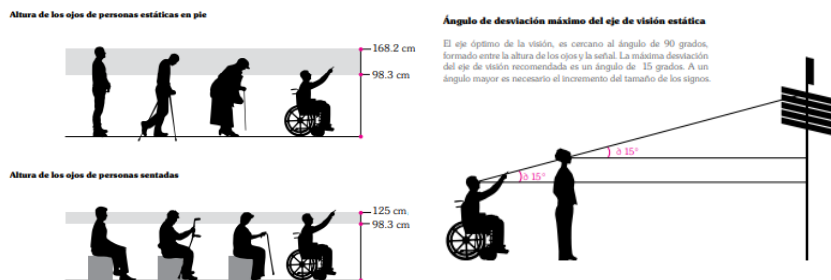 Altura de los ojos de personas estáticas en pie
168.2 cm
98.3 cm
Altura de los ojos de personas sentadas
125 cm
98.3 cm
Ángulo de desviación máximo del eje de visión estática
El eje óptimo de la visión, es cercano al ángulo de 90 grados,
formado entre la altura de los ojos y la señal. La máxima desviación
del eje de visión recomendada es un ángulo de 15 grados. A un
ángulo mayor es necesario el incremento del tamaño de los signos.
∂ 15°
∂ 15°